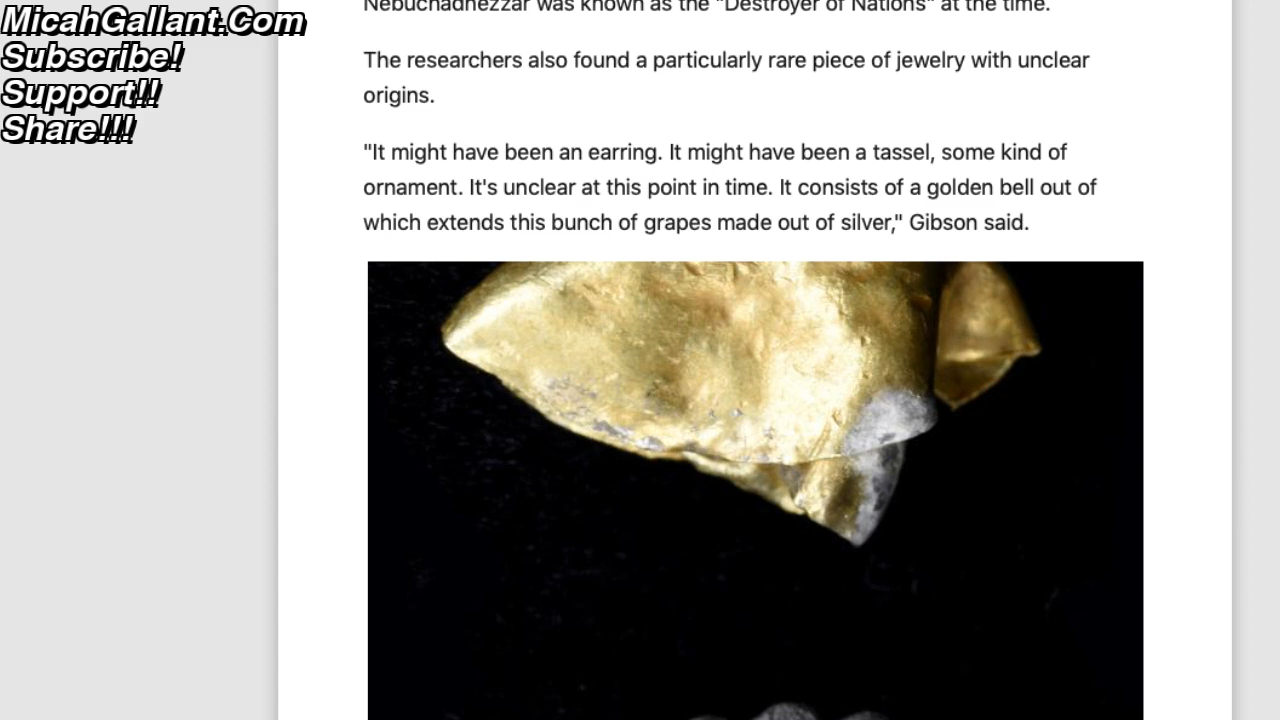 MicahGallant.Com
Subscribe!
Support!!
Share!!!
Nebuchadnezzar was known as the "Destroyer of Nations" at the time.
The researchers also found a particularly rare piece of jewelry with unclear
origins.
"It might have been an earring. It might have been a tassel, some kind of
ornament. It's unclear at this point in time. It consists of a golden bell out of
which extends this bunch of grapes made out of silver," Gibson said.